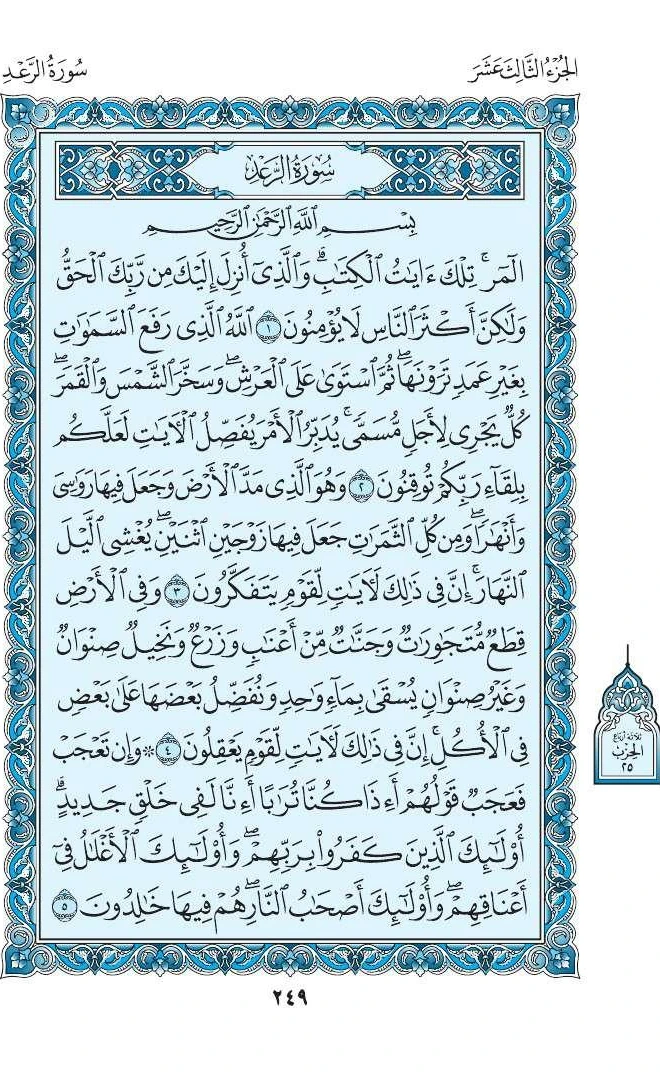 الجُزْءُ الثَّالِثَ عَشَرَ
سُورَةُ الرَّعْدِ
سُورَةُ الرَّعْدِ
بِسْمِ ٱللَّهِ ٱلرَّحْمَٰنِ ٱلرَّحِيمِ
الٓمٓرۚ تِلْكَ ءَايَٰتُ ٱلْكِتَٰبِۗ وَٱلَّذِىٓ أُنزِلَ إِلَيْكَ مِن رَّبِّكَ ٱلْحَقُّ
وَلَٰكِنَّ أَكْثَرَ ٱلنَّاسِ لَا يُؤْمِنُونَ ١ ٱللَّهُ ٱلَّذِى رَفَعَ ٱلسَّمَٰوَٰتِ
بِغَيْرِ عَمَدٍ تَرَوْنَهَاۖ ثُمَّ ٱسْتَوَىٰ عَلَى ٱلْعَرْشِۖ وَسَخَّرَ ٱلشَّمْسَ وَٱلْقَمَرَۖ
كُلٌّ يَجْرِى لِأَجَلٍ مُّسَمًّىۚ يُدَبِّرُ ٱلْأَمْرَ يُفَصِّلُ ٱلْءَايَٰتِ لَعَلَّكُم
بِلِقَآءِ رَبِّكُمْ تُوقِنُونَ ٢ وَهُوَ ٱلَّذِى مَدَّ ٱلْأَرْضَ وَجَعَلَ فِيهَا رَوَٰسِىَ
وَأَنْهَٰرًاۖ وَمِن كُلِّ ٱلثَّمَرَٰتِ جَعَلَ فِيهَا زَوْجَيْنِ ٱثْنَيْنِۖ يُغْشِى ٱلَّيْلَ
ٱلنَّهَارَۚ إِنَّ فِى ذَٰلِكَ لَءَايَٰتٍ لِّقَوْمٍ يَتَفَكَّرُونَ ٣ وَفِى ٱلْأَرْضِ
قِطَعٌ مُّتَجَٰوِرَٰتٌ وَجَنَّٰتٌ مِّنْ أَعْنَٰبٍ وَزَرْعٌ وَنَخِيلٌ صِنْوَانٌ
وَغَيْرُ صِنْوَانٍ يُسْقَىٰ بِمَآءٍ وَٰحِدٍ وَنُفَضِّلُ بَعْضَهَا عَلَىٰ بَعْضٍ
فِى ٱلْأُكُلِۚ إِنَّ فِى ذَٰلِكَ لَءَايَٰتٍ لِّقَوْمٍ يَعْقِلُونَ ٤ ۞ وَإِن تَعْجَبْ
فَعَجَبٌ قَوْلُهُمْ أَءِذَا كُنَّا تُرَٰبًا أَءِنَّا لَفِى خَلْقٍ جَدِيدٍۗ
أُو۟لَٰٓئِكَ ٱلَّذِينَ كَفَرُوا۟ بِرَبِّهِمْۖ وَأُو۟لَٰٓئِكَ ٱلْأَغْلَٰلُ فِىٓ
أَعْنَاقِهِمْۖ وَأُو۟لَٰٓئِكَ أَصْحَٰبُ ٱلنَّارِۖ هُمْ فِيهَا خَٰلِدُونَ ٥
ثلاثة أرباع
الحزب
٢٥
٢٤٩